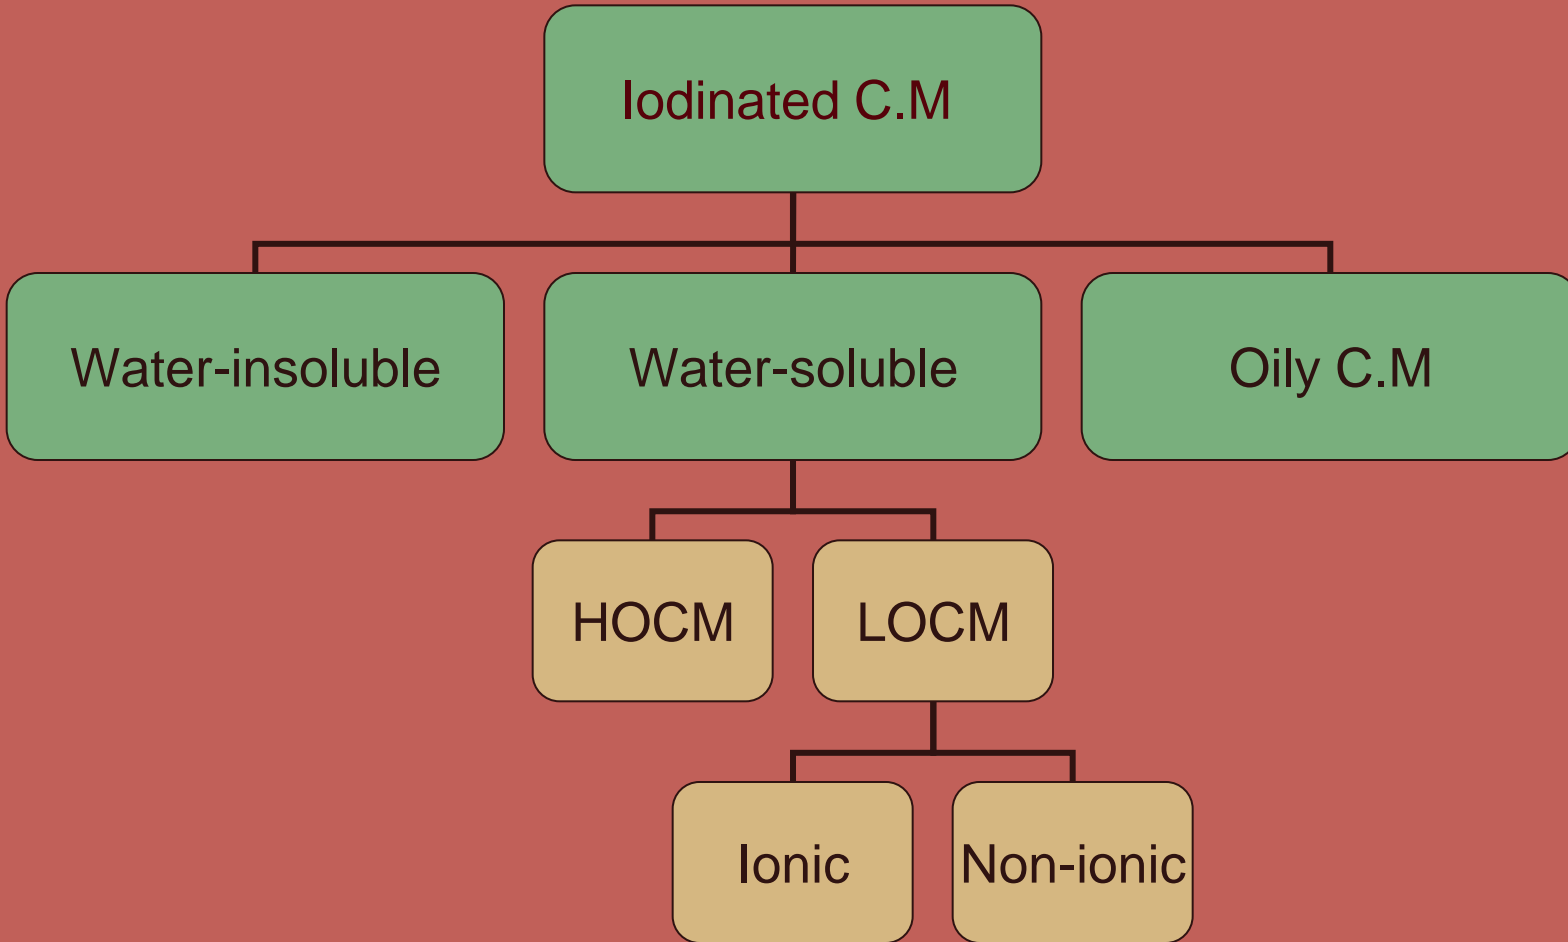 Iodinated C.M
Water-insoluble
Water-soluble
Oily C.M
HOCM
LOCM
Ionic
Non-ionic